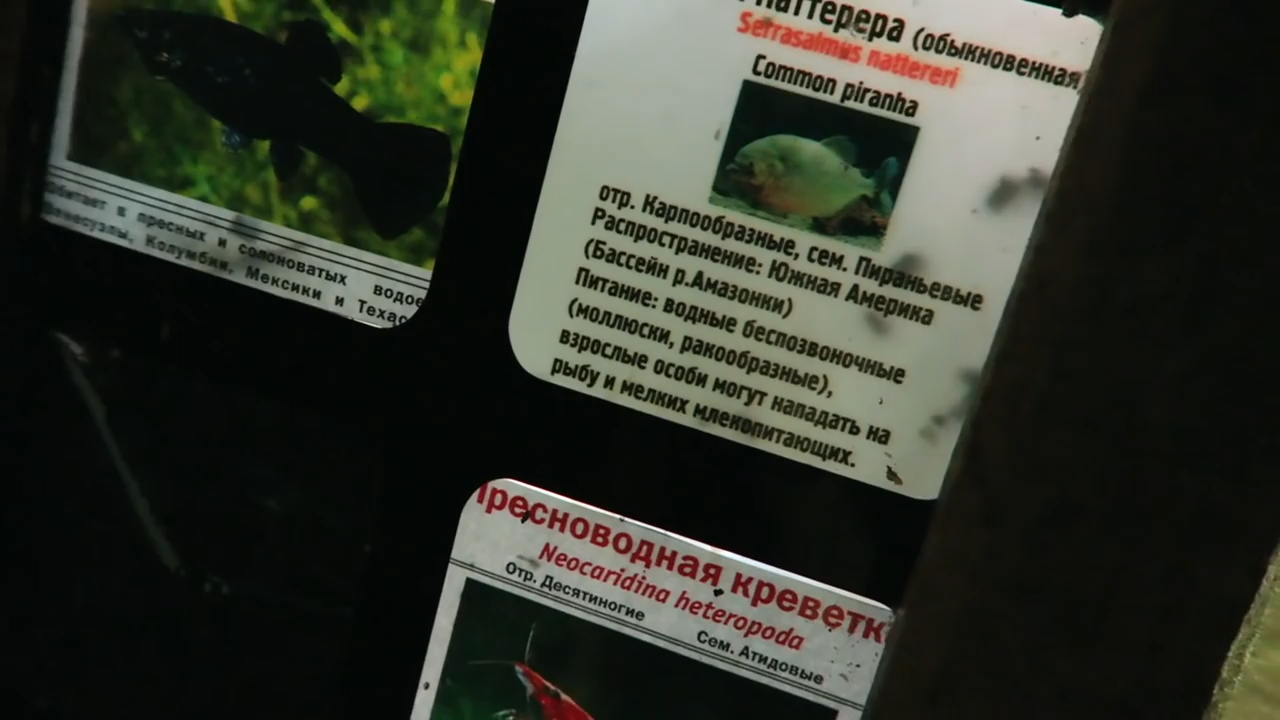 Обитает в пресных и солоноватых водое
Венесуэлы, Колумбии, Мексики и Техас
Наттерера (обыкновенная
Serrasalmus nattereri
Common piranha
отр. Карпообразные, сем. Пираньевые
Распространение: Южная Америка
(Бассейн р.Амазонки)
Питание: водные беспозвоночные
(моллюски, ракообразные),
взрослые особи могут нападать на
рыбу и мелких млекопитающих.
Пресноводная креветк
Neocaridina heteropoda
Отр. Десятиногие Сем. Атидовые